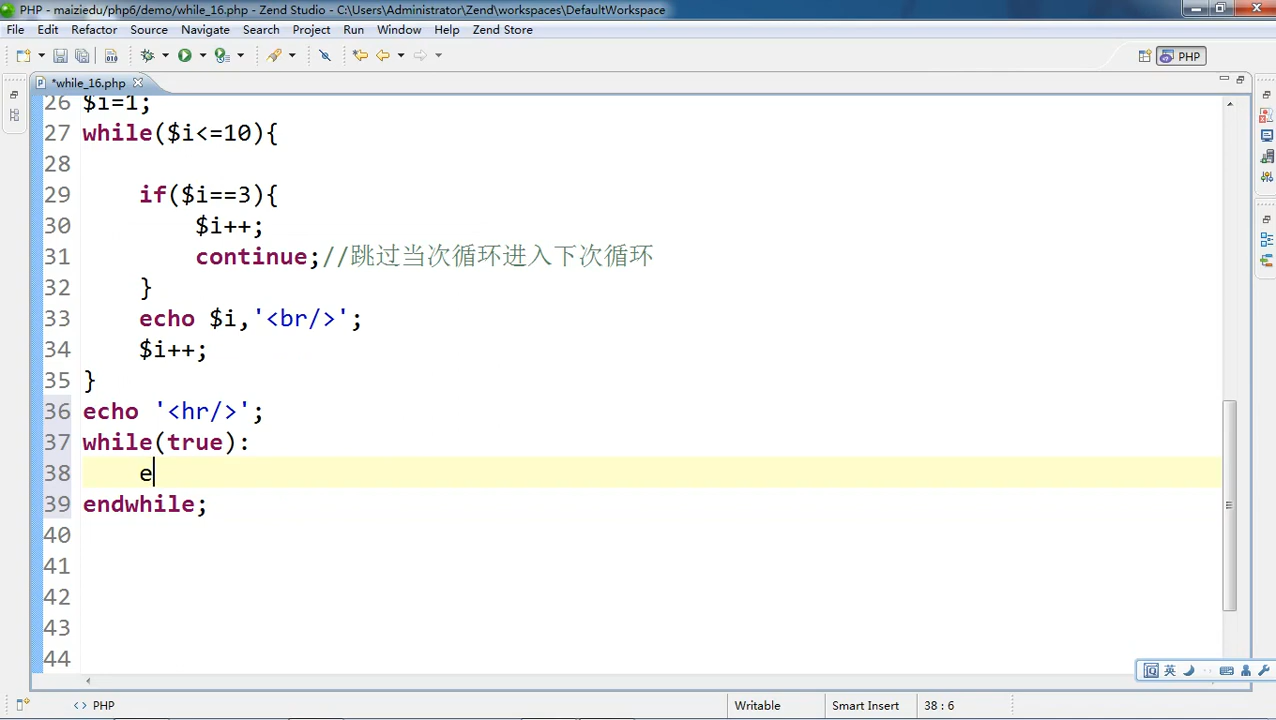 PHP - maiziedu/php6/demo/while_16.php - Zend Studio - C:\Users\Administrator\Zend\workspaces\DefaultWorkspace
File Edit Refactor Source Navigate Search Project Run Window Help Zend Store
PHP
*while_16.php
26 $i=1;
27 while($i<=10){
28
29 if($i==3){
30 $i++;
31 continue;//跳过当次循环进入下次循环
32 }
33 echo $i,'<br/>';
34 $i++;
35 }
36 echo '<hr/>';
37 while(true):
38 e
39 endwhile;
40
41
42
43
44
英
<> PHP Writable Smart Insert 38 : 6